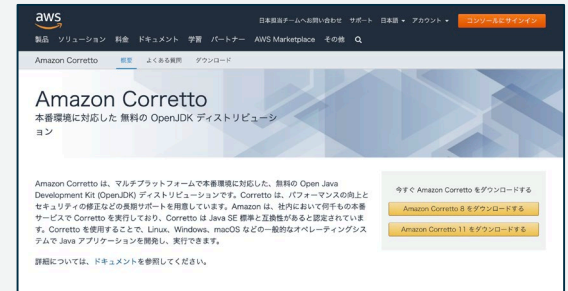 aws
日本担当チームへお問い合わせ サポート 日本語 アカウント コンソールにサインイン
製品 ソリューション 料金 ドキュメント 学習 パートナー AWS Marketplace その他
Amazon Corretto 概要 よくある質問 ダウンロード
Amazon Corretto
本番環境に対応した 無料の OpenJDK ディストリビューシ
ョン
Amazon Corretto は、マルチプラットフォームで本番環境に対応した、無料の Open Java
Development Kit (OpenJDK) ディストリビューションです。Corretto は、パフォーマンスの向上と
セキュリティの修正などの長期サポートを用意しています。Amazon は、社内において何千もの本番
サービスで Corretto を実行しており、Corretto は Java SE 標準と互換性があると認定されていま
す。Corretto を使用することで、Linux、Windows、macOS などの一般的なオペレーティングシス
テムで Java アプリケーションを開発し、実行できます。
詳細については、ドキュメントを参照してください。
今すぐ Amazon Corretto をダウンロードする
Amazon Corretto 8 をダウンロードする
Amazon Corretto 11 をダウンロードする